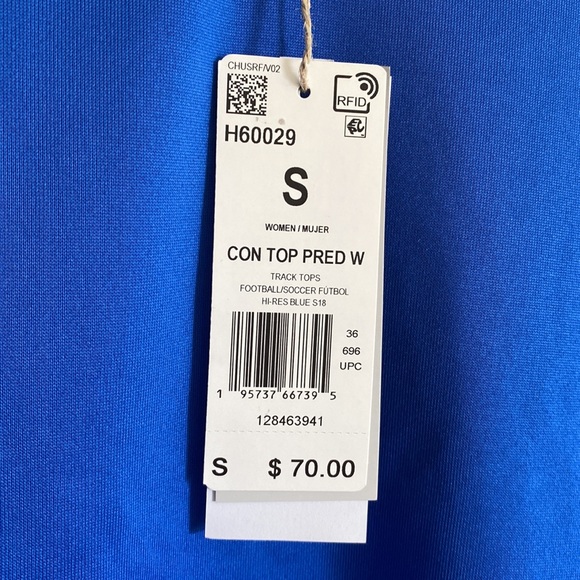 CHUSRF/V02
RFID
H60029
S
WOMEN / MUJER
CON TOP PRED W
TRACK TOPS
FOOTBALL/SOCCER FÚTBOL
HI-RES BLUE S18
36
696
UPC
1 95737 66739 5
128463941
S $ 70.00